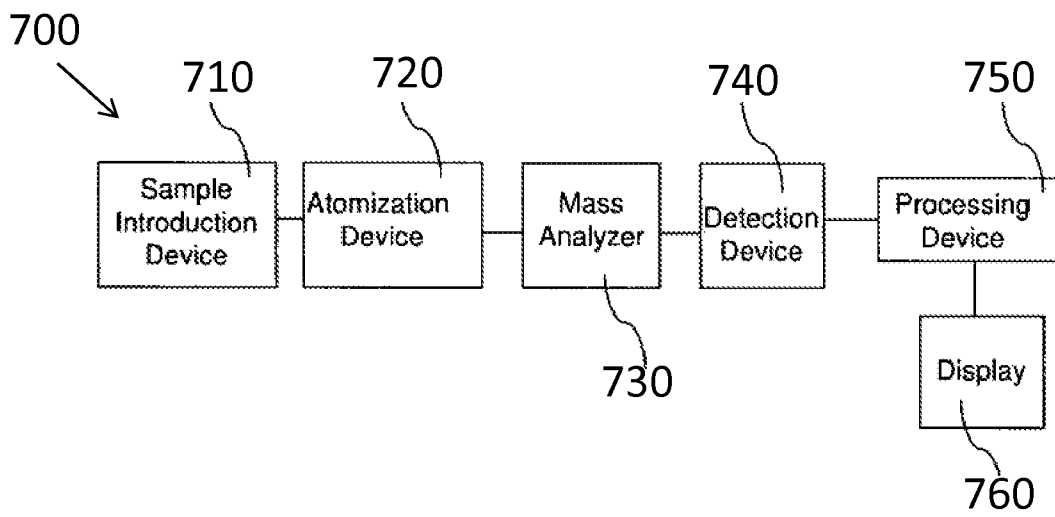 700
710
720
740
750
Sample
Introduction
Device
Atomization
Device
Mass
Analyzer
Detection
Device
Processing
Device
730
Display
760